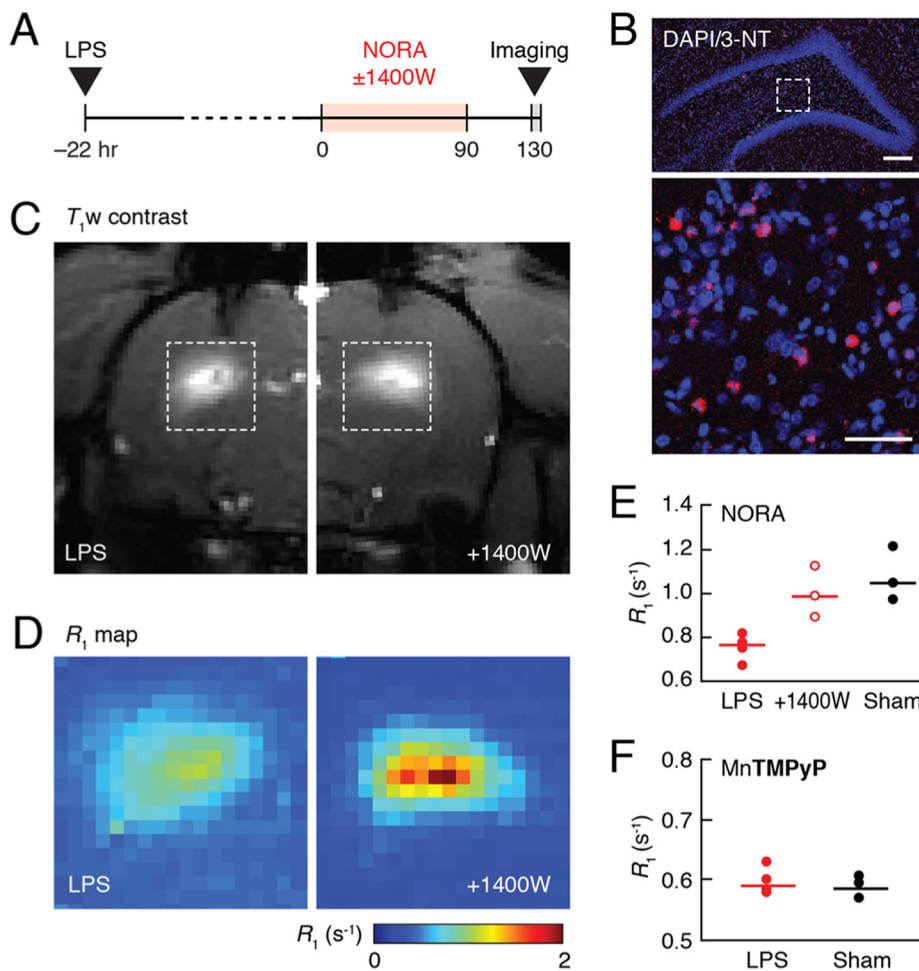 A
LPS
NORA
±1400W
Imaging
–22 hr
0
90
130
B
DAPI/3-NT
C
T1w contrast
LPS
+1400W
D
R1 map
LPS
+1400W
R1 (s-1)
0
2
E
NORA
R1 (s-1)
1.4
1.2
1.0
0.8
0.6
LPS
+1400W
Sham
F
MnTMPyP
R1 (s-1)
0.8
0.7
0.6
0.5
LPS
Sham